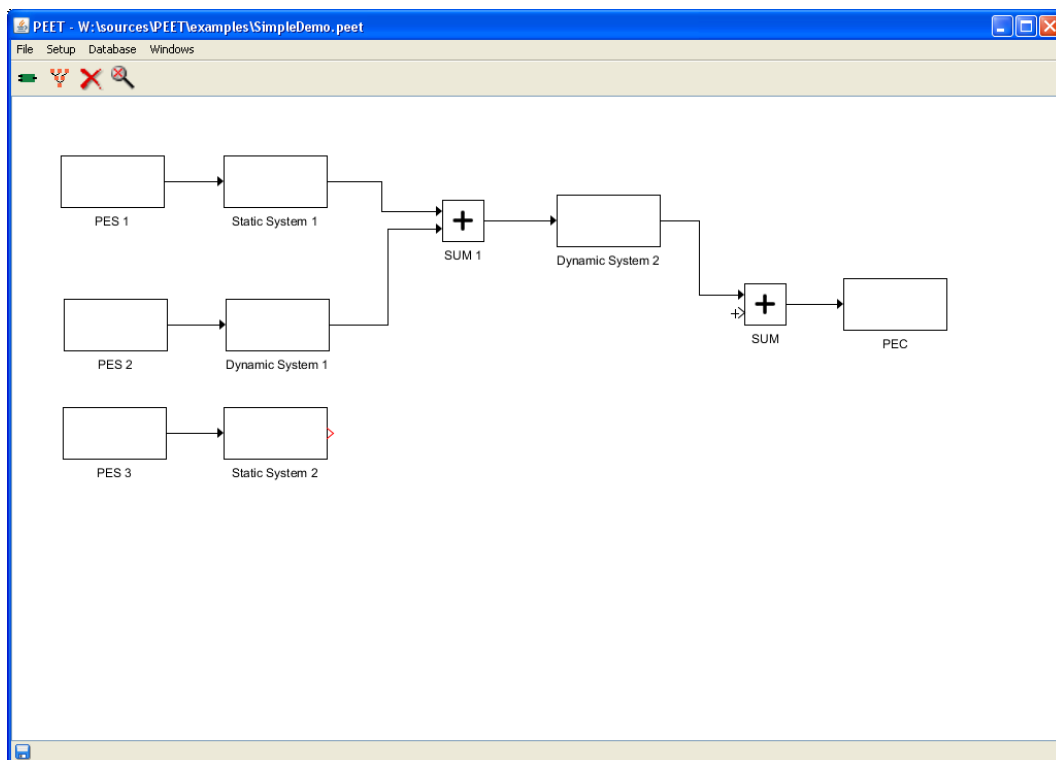 PEET - W:\sources\PEET\examples\SimpleDemo.peet
File Setup Database Windows
PES 1
Static System 1
SUM 1
Dynamic System 2
SUM
PEC
PES 2
Dynamic System 1
PES 3
Static System 2